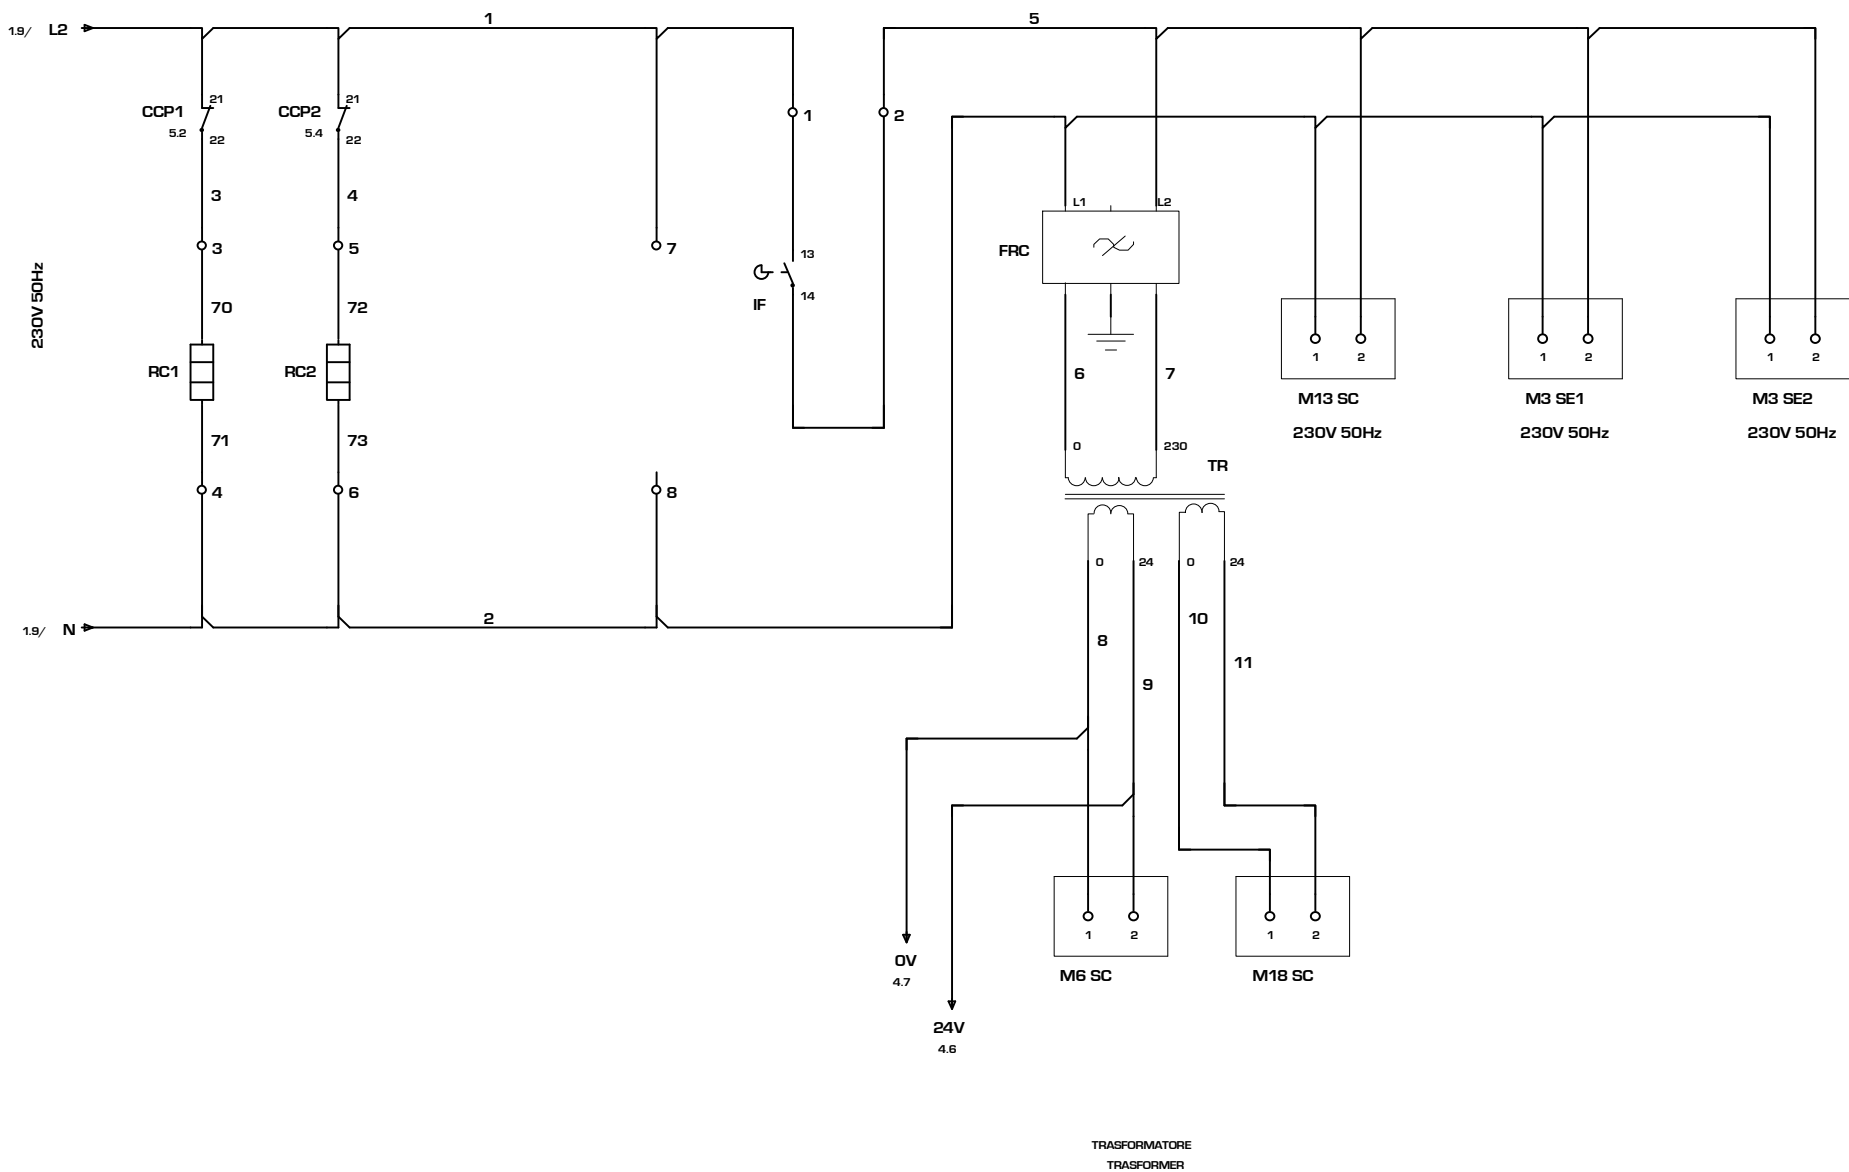 1 5
1.9/ L2
CCP1 21
5.2 22
CCP2 21
5.4 22
1 2
3 4
L1 L2
3 5 7
FRC
13
14
IF
230V 50Hz
70 72
1 2 1 2 1 2
RC1 RC2
6 7
M13 SC M3 SE1 M3 SE2
230V 50Hz 230V 50Hz 230V 50Hz
71 73
0 230
TR
4 6 8
0 24 0 24
1.9/ N
2
10
8
11
9
1 2 1 2
0V
4.7
M6 SC M18 SC
24V
4.6
TRASFORMATORE
TRASFORMER